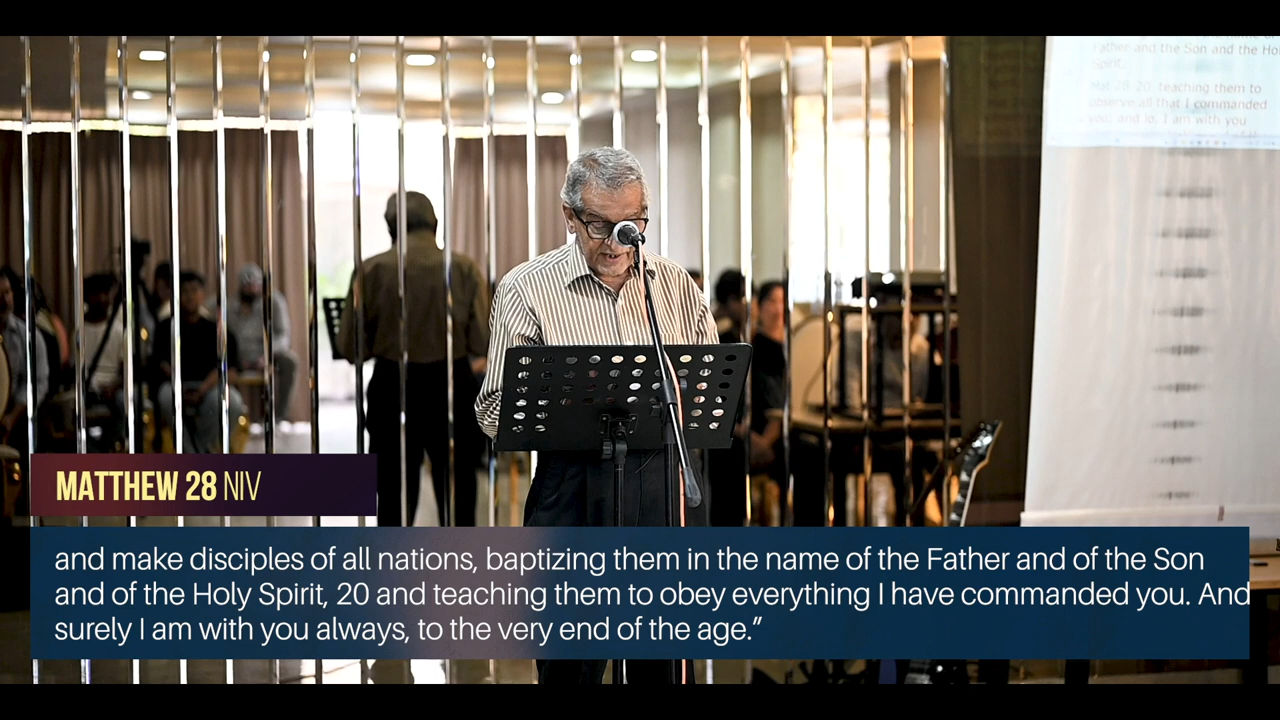 Father and the Son and the Holy
Spirit,
Mat 28:20 teaching them to
observe all that I commanded
you; and lo, I am with you
MATTHEW 28 NIV
and make disciples of all nations, baptizing them in the name of the Father and of the Son
and of the Holy Spirit, 20 and teaching them to obey everything I have commanded you. And
surely I am with you always, to the very end of the age.”